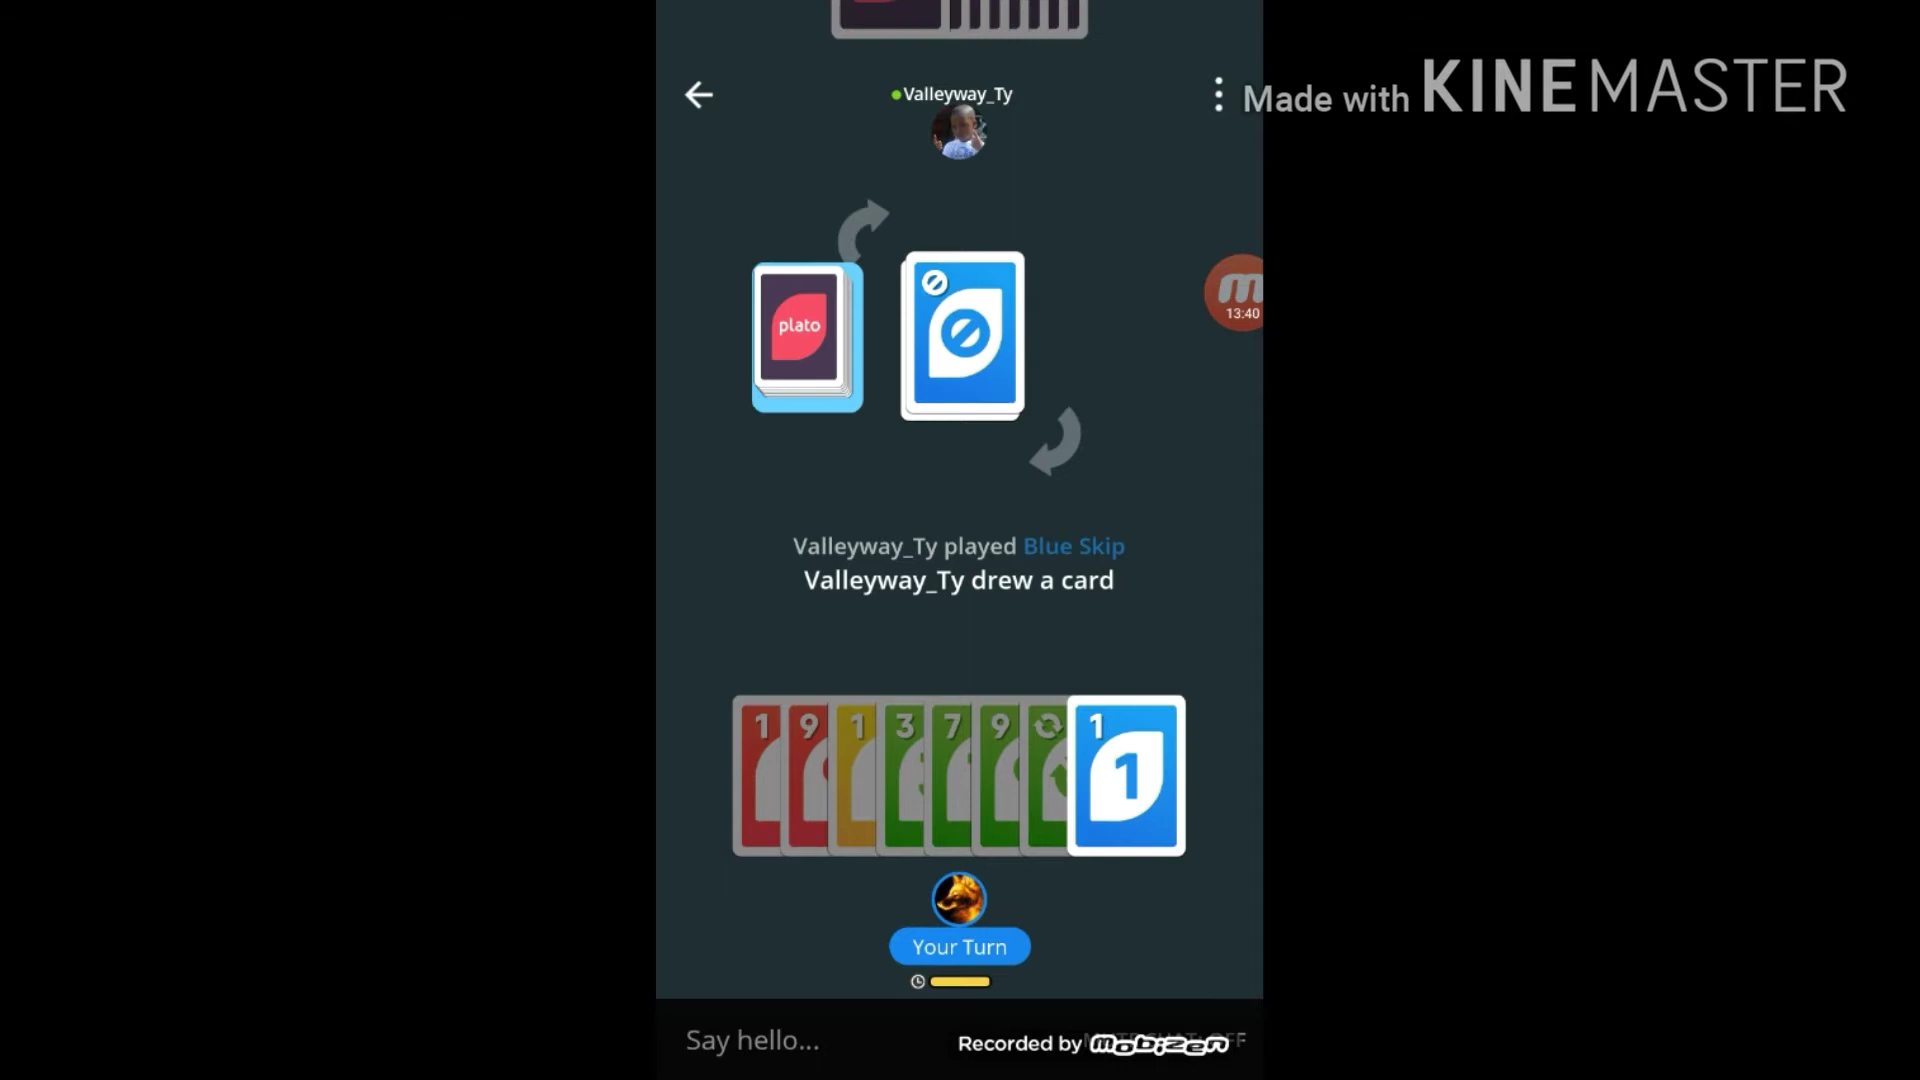 Valleyway_Ty
Made with KINEMASTER
plato
13:40
Valleyway_Ty played Blue Skip
Valleyway_Ty drew a card
1 9 1 3 7 9 1
1
Your Turn
Say hello...
Recorded by mobizen